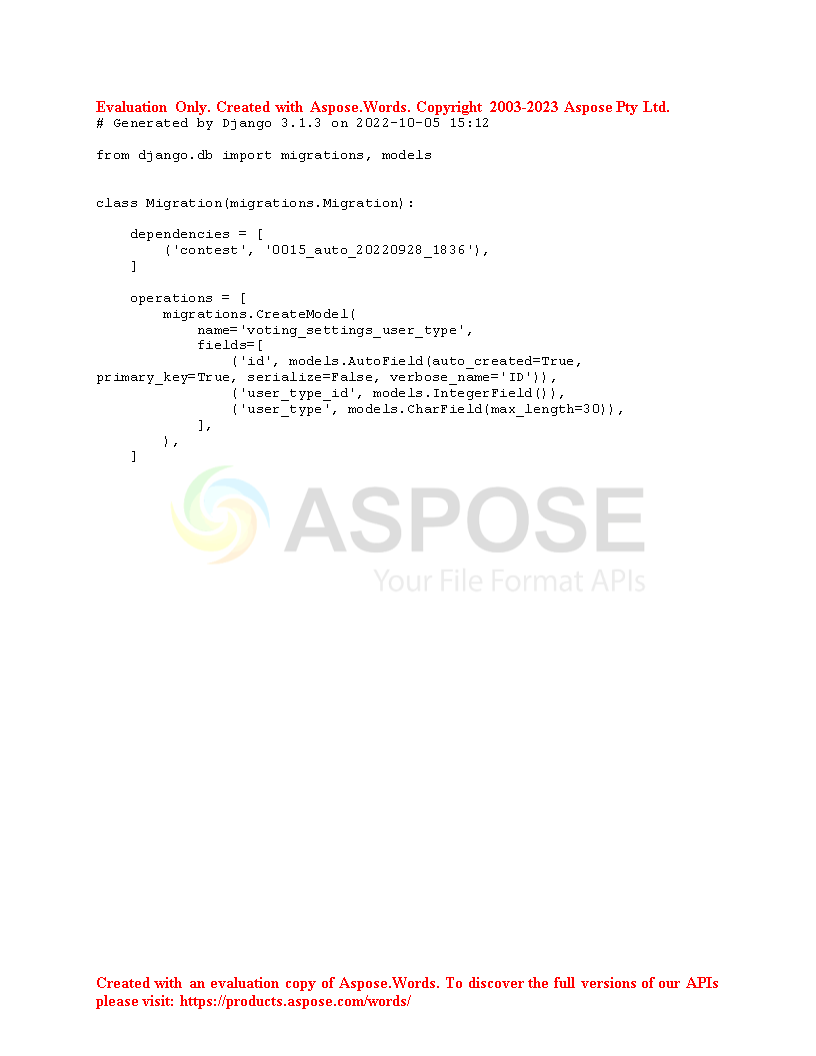 Evaluation Only. Created with Aspose.Words. Copyright 2003-2023 Aspose Pty Ltd.
# Generated by Django 3.1.3 on 2022-10-05 15:12

from django.db import migrations, models


class Migration(migrations.Migration):

    dependencies = [
        ('contest', '0015_auto_20220928_1836'),
    ]

    operations = [
        migrations.CreateModel(
            name='voting_settings_user_type',
            fields=[
                ('id', models.AutoField(auto_created=True,
primary_key=True, serialize=False, verbose_name='ID')),
                ('user_type_id', models.IntegerField()),
                ('user_type', models.CharField(max_length=30)),
            ],
        ),
    ]
ASPOSE
Your File Format APIs
Created with an evaluation copy of Aspose.Words. To discover the full versions of our APIs
please visit: https://products.aspose.com/words/